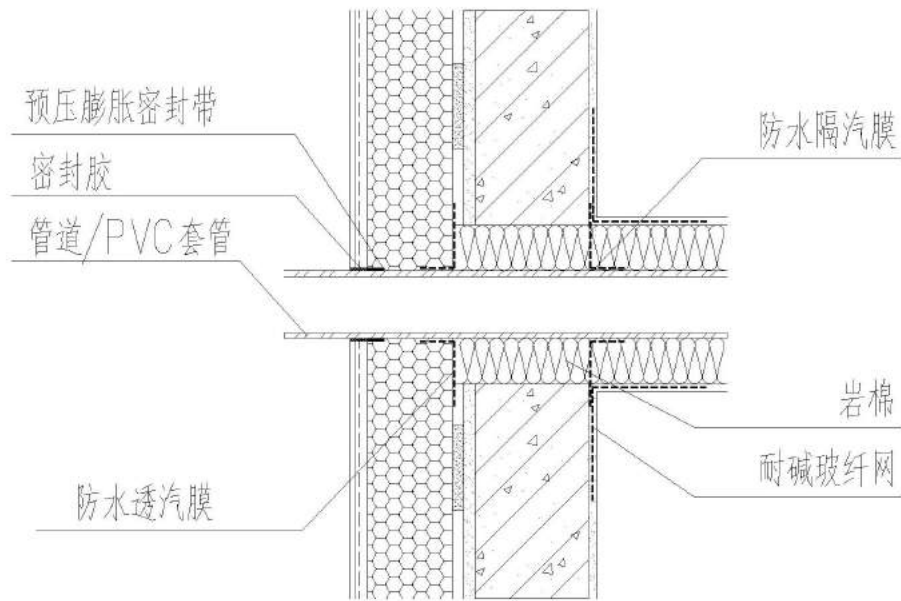 预压膨胀密封带
密封胶
管道/PVC套管
防水隔汽膜
岩棉
耐碱玻纤网
防水透汽膜